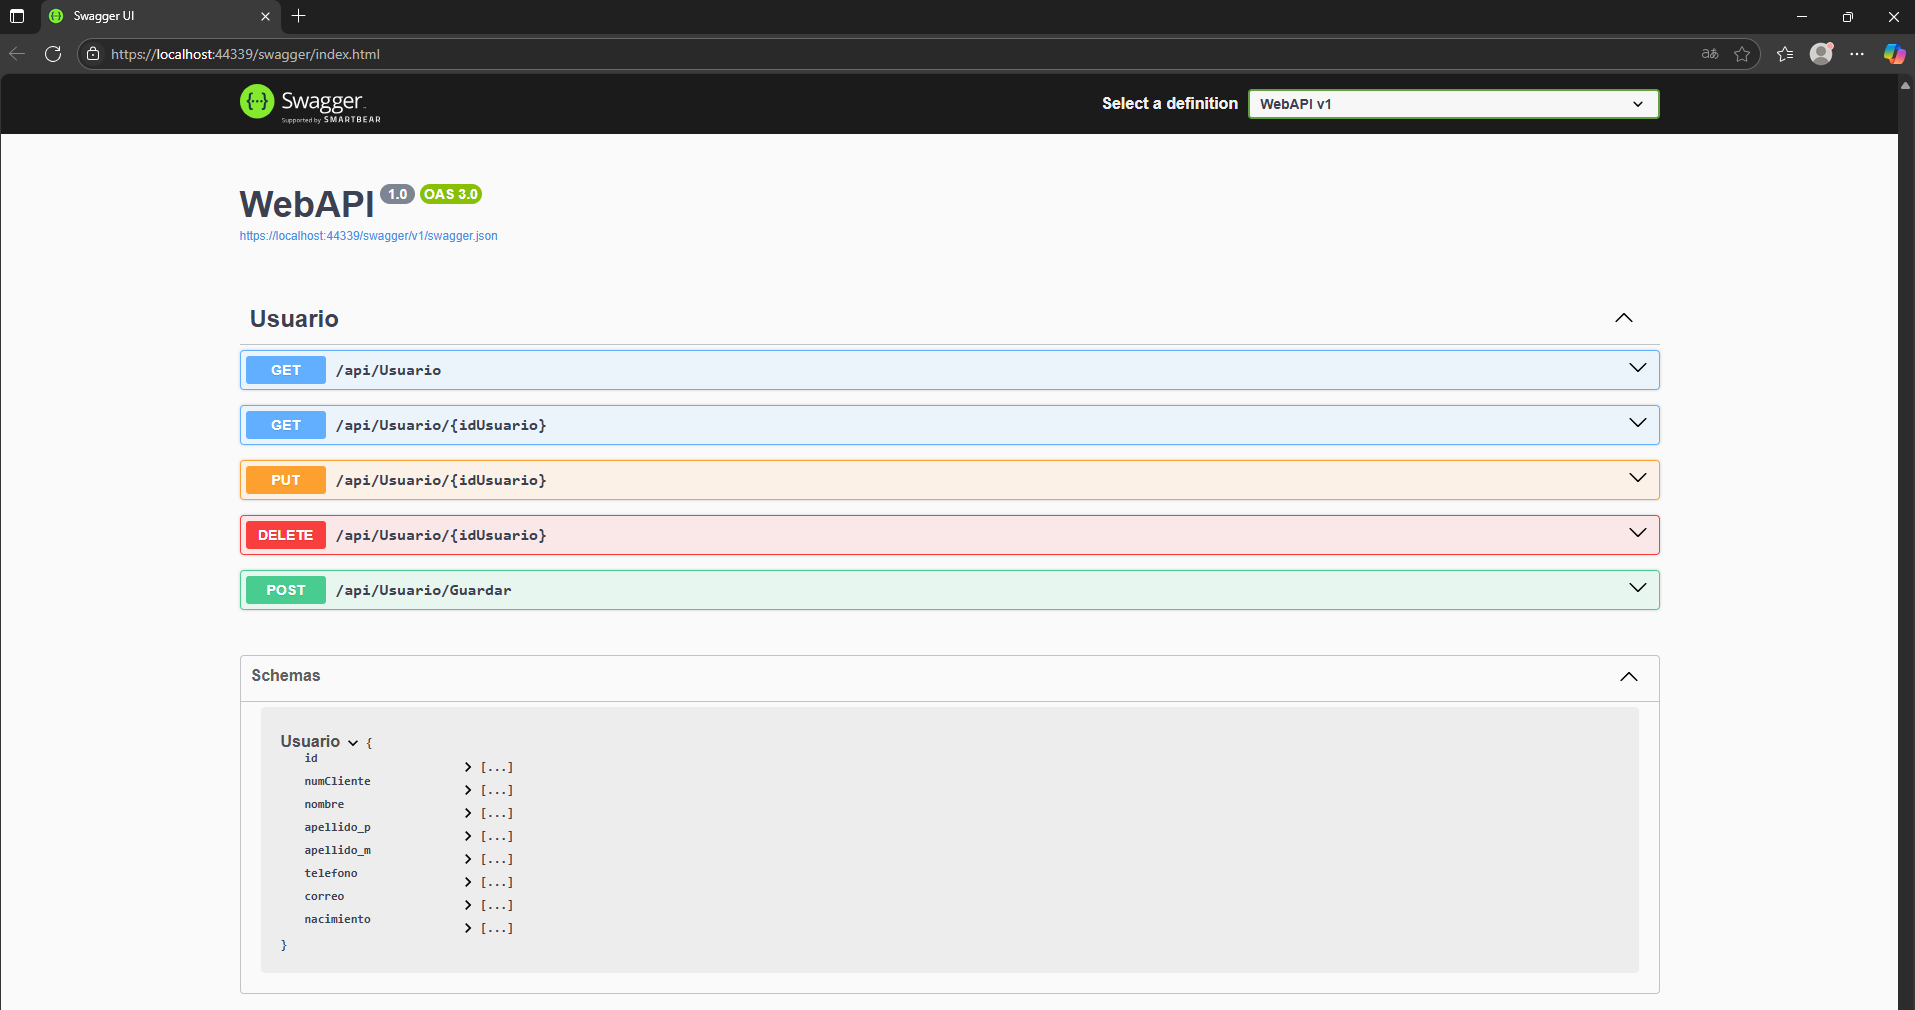 Swagger UI
https://localhost:44339/swagger/index.html
aあ
{···} Swagger™
Supported by SMARTBEAR
Select a definition
WebAPI v1
WebAPI 1.0 OAS 3.0
https://localhost:44339/swagger/v1/swagger.json
Usuario
GET /api/Usuario
GET /api/Usuario/{idUsuario}
PUT /api/Usuario/{idUsuario}
DELETE /api/Usuario/{idUsuario}
POST /api/Usuario/Guardar
Schemas
Usuario {
id [...]
numCliente [...]
nombre [...]
apellido_p [...]
apellido_m [...]
telefono [...]
correo [...]
nacimiento [...]
}